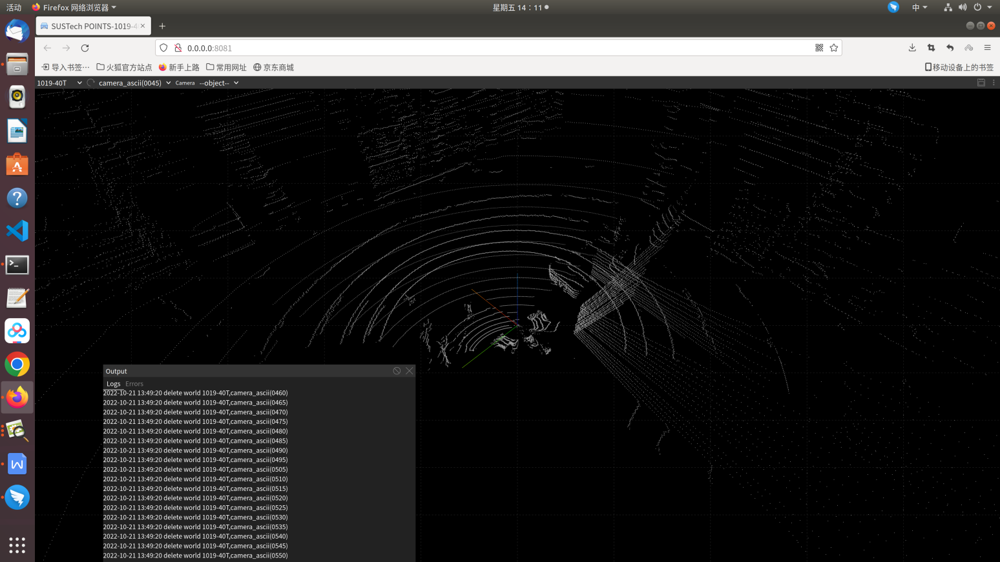 活动
Firefox 网络浏览器
星期五 14：11
中
SUSTech POINTS-1019-4
0.0.0.0:8081
导入书签…
火狐官方站点
新手上路
常用网址
京东商城
移动设备上的书签
1019-40T
camera_ascii(0045)
Camera
--object--
Output
Logs Errors
2022-10-21 13:49:20 delete world 1019-40T,camera_ascii(0460)
2022-10-21 13:49:20 delete world 1019-40T,camera_ascii(0465)
2022-10-21 13:49:20 delete world 1019-40T,camera_ascii(0470)
2022-10-21 13:49:20 delete world 1019-40T,camera_ascii(0475)
2022-10-21 13:49:20 delete world 1019-40T,camera_ascii(0480)
2022-10-21 13:49:20 delete world 1019-40T,camera_ascii(0485)
2022-10-21 13:49:20 delete world 1019-40T,camera_ascii(0490)
2022-10-21 13:49:20 delete world 1019-40T,camera_ascii(0495)
2022-10-21 13:49:20 delete world 1019-40T,camera_ascii(0505)
2022-10-21 13:49:20 delete world 1019-40T,camera_ascii(0510)
2022-10-21 13:49:20 delete world 1019-40T,camera_ascii(0515)
2022-10-21 13:49:20 delete world 1019-40T,camera_ascii(0520)
2022-10-21 13:49:20 delete world 1019-40T,camera_ascii(0525)
2022-10-21 13:49:20 delete world 1019-40T,camera_ascii(0530)
2022-10-21 13:49:20 delete world 1019-40T,camera_ascii(0535)
2022-10-21 13:49:20 delete world 1019-40T,camera_ascii(0540)
2022-10-21 13:49:20 delete world 1019-40T,camera_ascii(0545)
2022-10-21 13:49:20 delete world 1019-40T,camera_ascii(0550)